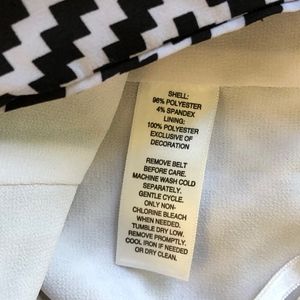 SHELL:
96% POLYESTER
4% SPANDEX
LINING:
100% POLYESTER
EXCLUSIVE OF
DECORATION
REMOVE BELT
BEFORE CARE.
MACHINE WASH COLD
SEPARATELY.
GENTLE CYCLE.
ONLY NON-
CHLORINE BLEACH
WHEN NEEDED.
TUMBLE DRY LOW.
REMOVE PROMPTLY.
COOL IRON IF NEEDED
OR DRY CLEAN.